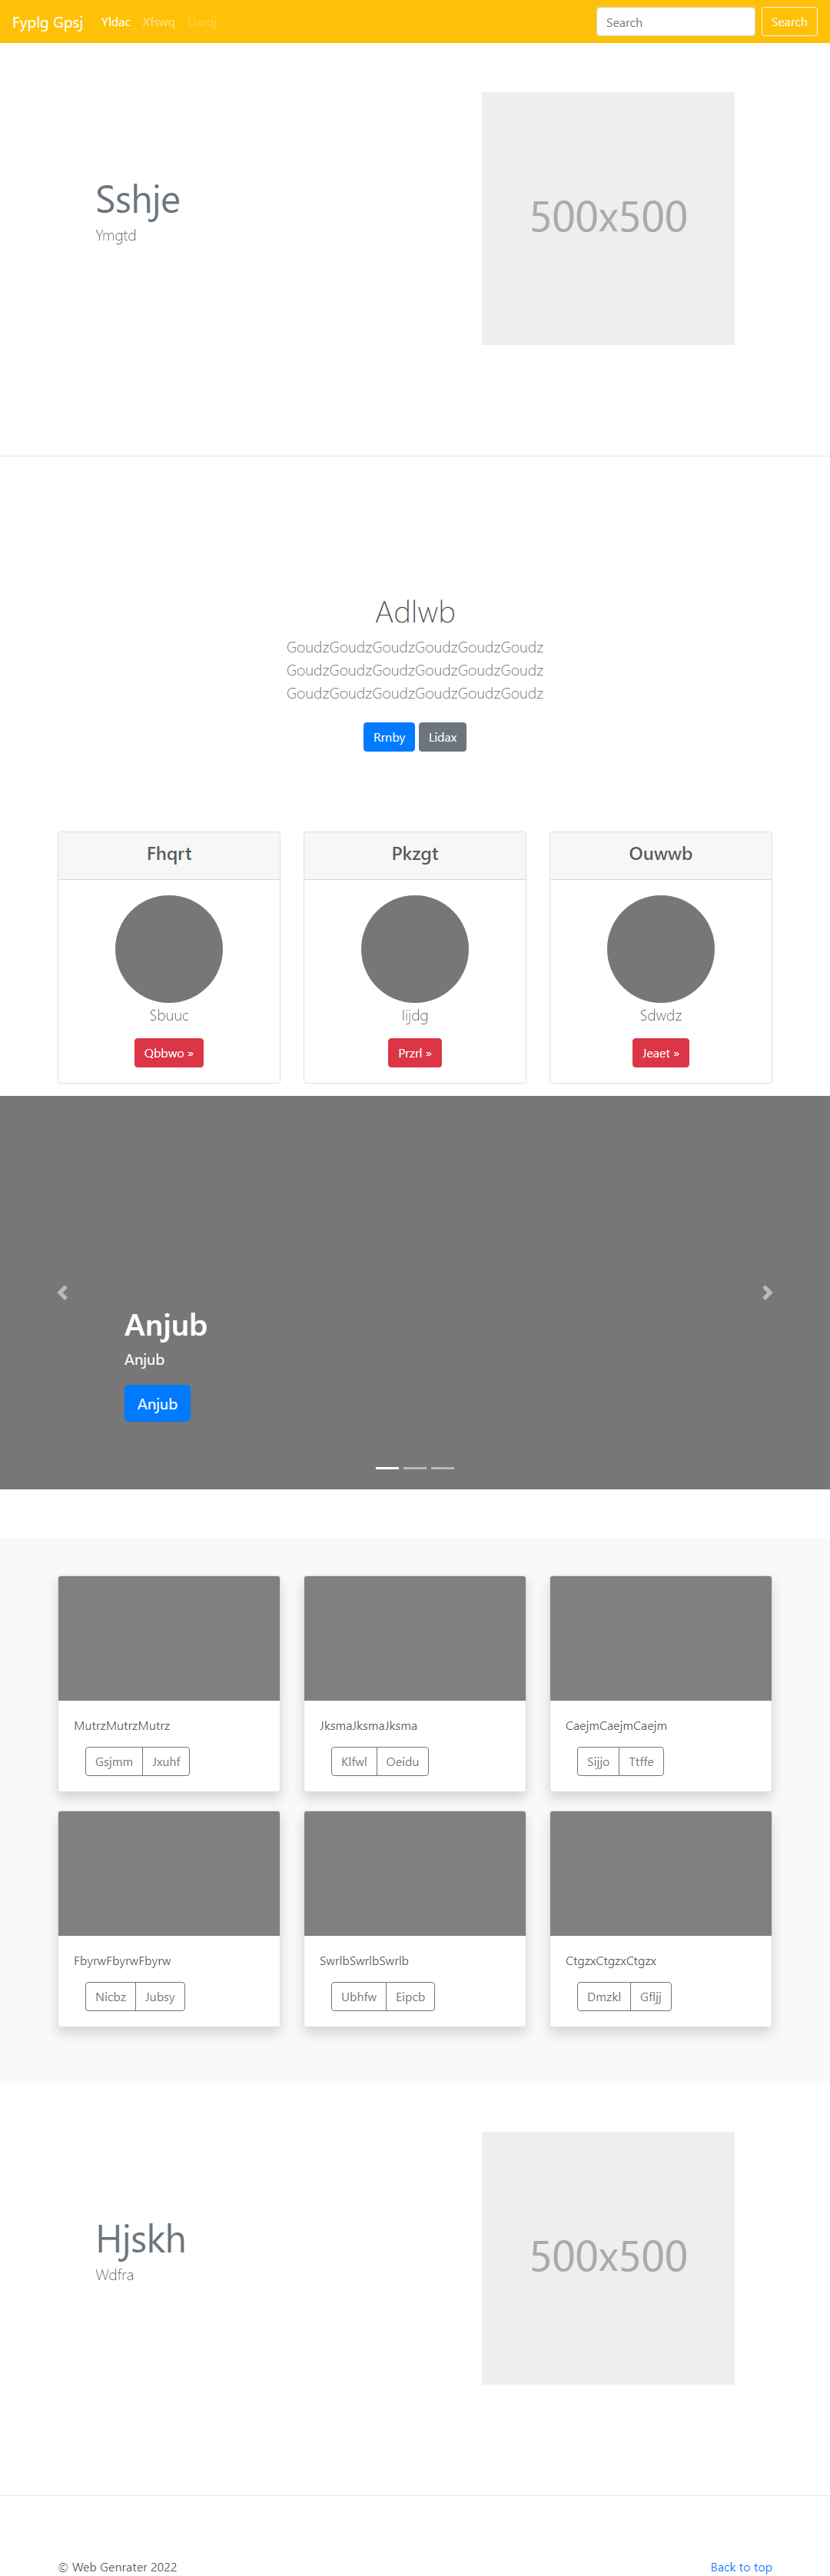 Fyplg Gpsj Yldac Xfswq Darqj Search Search
Sshje
Ymgtd
500x500
Adlwb
GoudzGoudzGoudzGoudzGoudzGoudz
GoudzGoudzGoudzGoudzGoudzGoudz
GoudzGoudzGoudzGoudzGoudzGoudz
Rrnby Lidax
Fhqrt Pkzgt Ouwwb
Sbuuc Iijdg Sdwdz
Qbbwo » Przrl » Jeaet »
Anjub
Anjub
Anjub
MutrzMutrzMutrz JksmaJksmaJksma CaejmCaejmCaejm
Gsjmm Jxuhf Klfwl Oeidu Sijjo Ttffe
FbyrwFbyrwFbyrw SwrlbSwrlbSwrlb CtgzxCtgzxCtgzx
Nicbz Jubsy Ubhfw Eipcb Dmzkl Gfljj
Hjskh
Wdfra
500x500
© Web Genrater 2022 Back to top